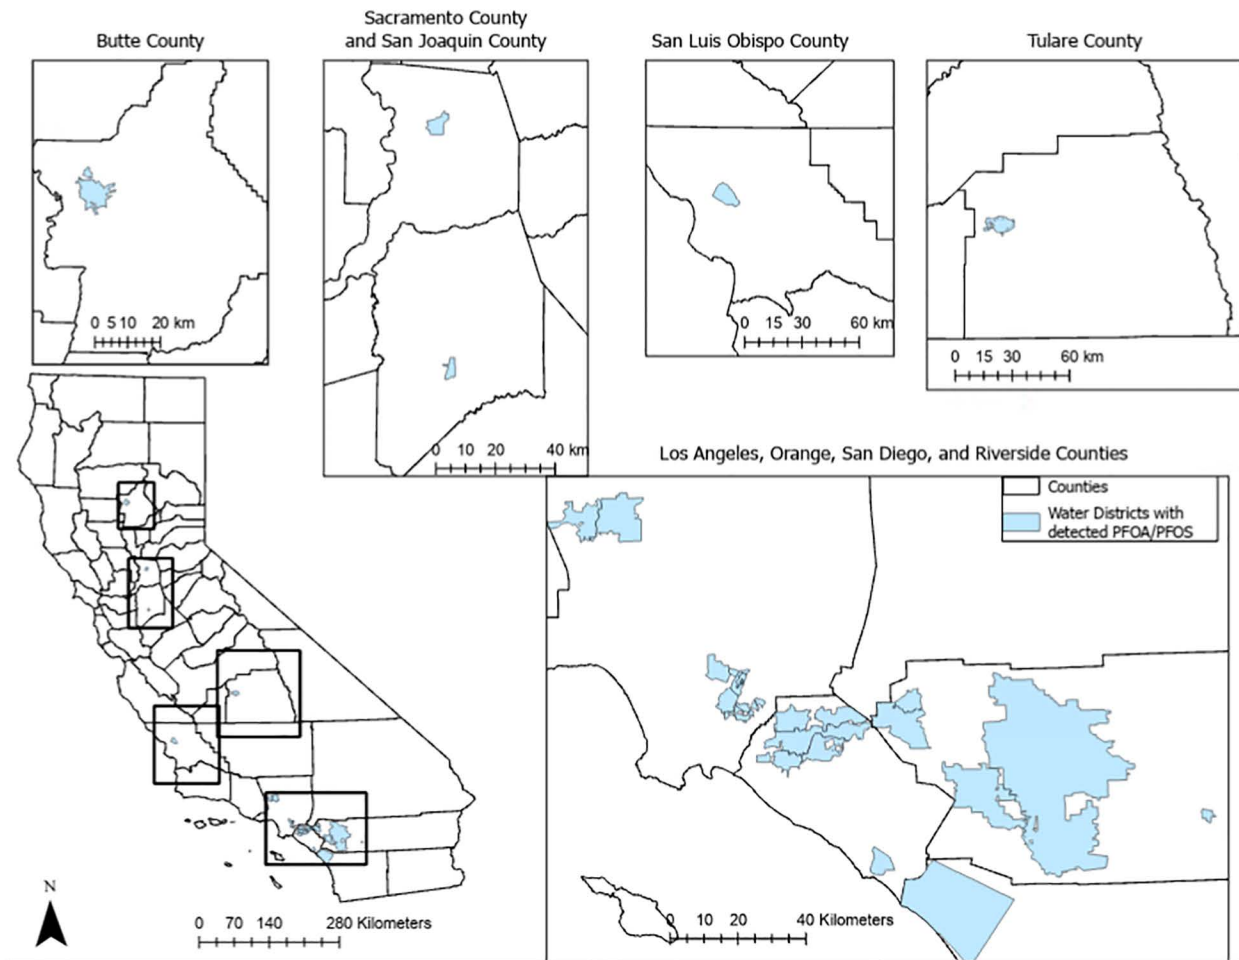 Butte County
Sacramento County
and San Joaquin County
San Luis Obispo County
Tulare County
0 5 10 20 km
0 10 20 40 km
0 15 30 60 km
0 15 30 60 km
Los Angeles, Orange, San Diego, and Riverside Counties
Counties
Water Districts with
detected PFOA/PFOS
N
0 70 140 280 Kilometers
0 10 20 40 Kilometers